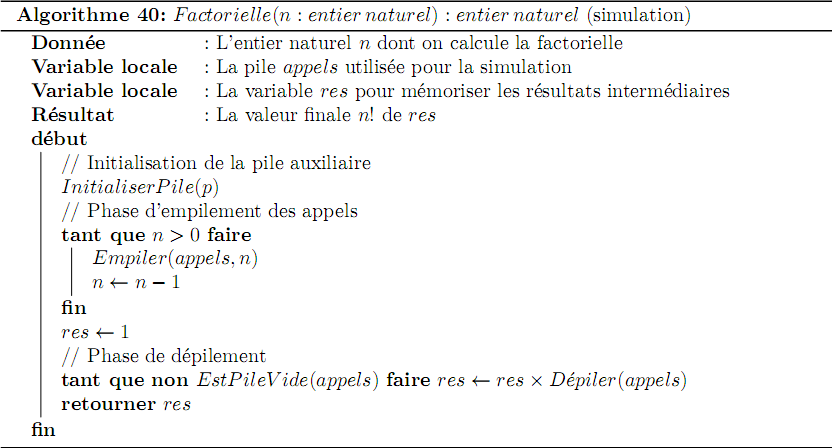 Algorithme 40: Factorielle(n : entier naturel) : entier naturel (simulation)
Donnée : L'entier naturel n dont on calcule la factorielle
Variable locale : La pile appels utilisée pour la simulation
Variable locale : La variable res pour mémoriser les résultats intermédiaires
Résultat : La valeur finale n! de res
début
// Initialisation de la pile auxiliaire
InitialiserPile(p)
// Phase d'empilement des appels
tant que n > 0 faire
Empiler(appels, n)
n ← n − 1
fin
res ← 1
// Phase de dépilement
tant que non EstPileVide(appels) faire res ← res × Dépiler(appels)
retourner res
fin